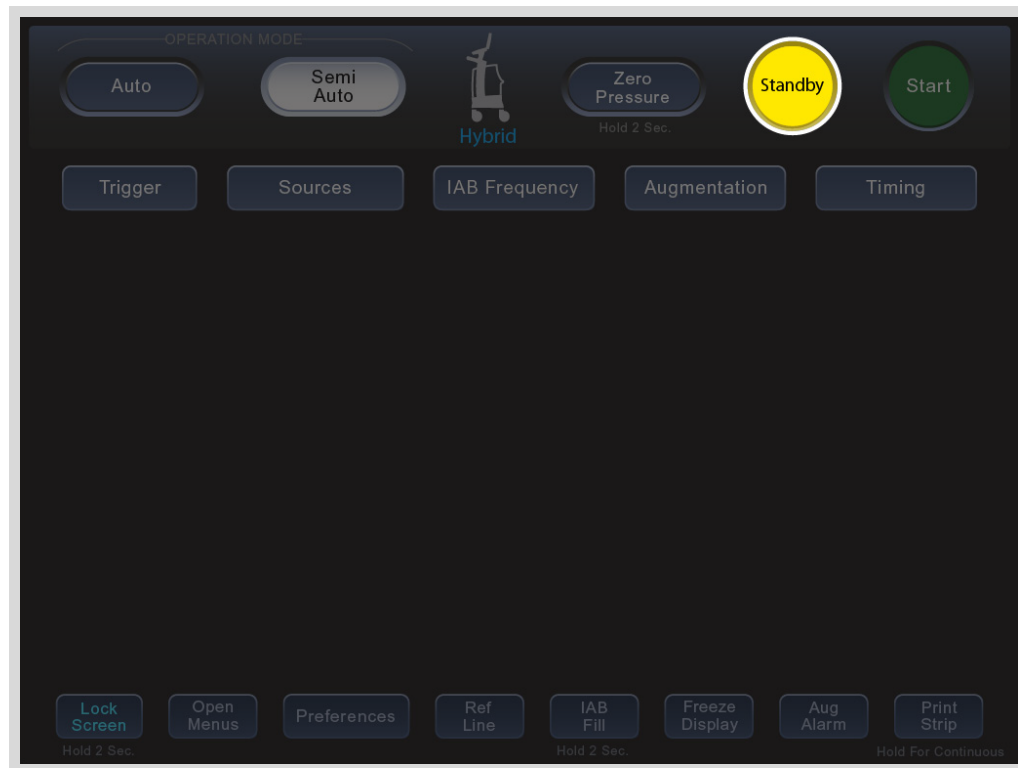 OPERATION MODE
Auto
Semi
Auto
Hybrid
Zero
Pressure
Hold 2 Sec.
Standby
Start
Trigger
Sources
IAB Frequency
Augmentation
Timing
Lock
Screen
Hold 2 Sec.
Open
Menus
Preferences
Ref
Line
IAB
Fill
Hold 2 Sec.
Freeze
Display
Aug
Alarm
Print
Strip
Hold For Continuous